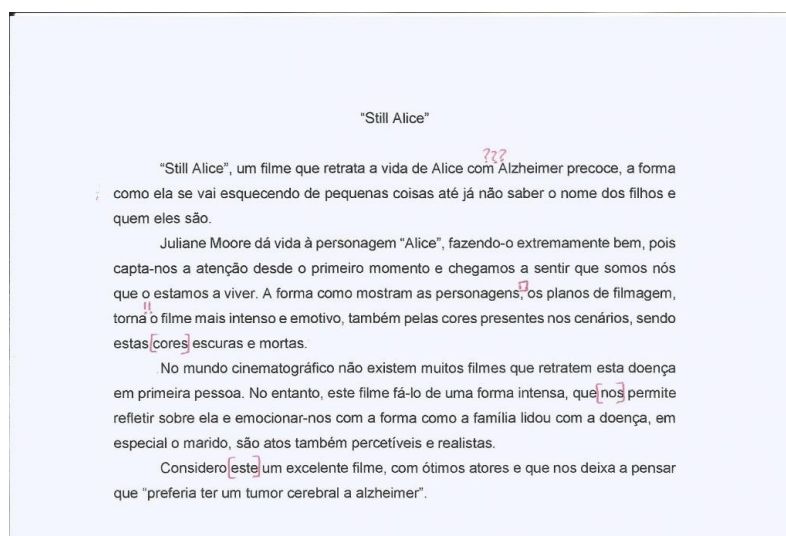 “Still Alice”
???
“Still Alice”, um filme que retrata a vida de Alice com Alzheimer precoce, a forma
como ela se vai esquecendo de pequenas coisas até já não saber o nome dos filhos e
quem eles são.
Juliane Moore dá vida à personagem “Alice”, fazendo-o extremamente bem, pois
capta-nos a atenção desde o primeiro momento e chegamos a sentir que somos nós
que o estamos a viver. A forma como mostram as personagens, os planos de filmagem,
!!
torna o filme mais intenso e emotivo, também pelas cores presentes nos cenários, sendo
estas [cores] escuras e mortas.
No mundo cinematográfico não existem muitos filmes que retratem esta doença
em primeira pessoa. No entanto, este filme fá-lo de uma forma intensa, que [nos] permite
refletir sobre ela e emocionar-nos com a forma como a família lidou com a doença, em
especial o marido, são atos também percetíveis e realistas.
Considero [este] um excelente filme, com ótimos atores e que nos deixa a pensar
que “preferia ter um tumor cerebral a alzheimer”.